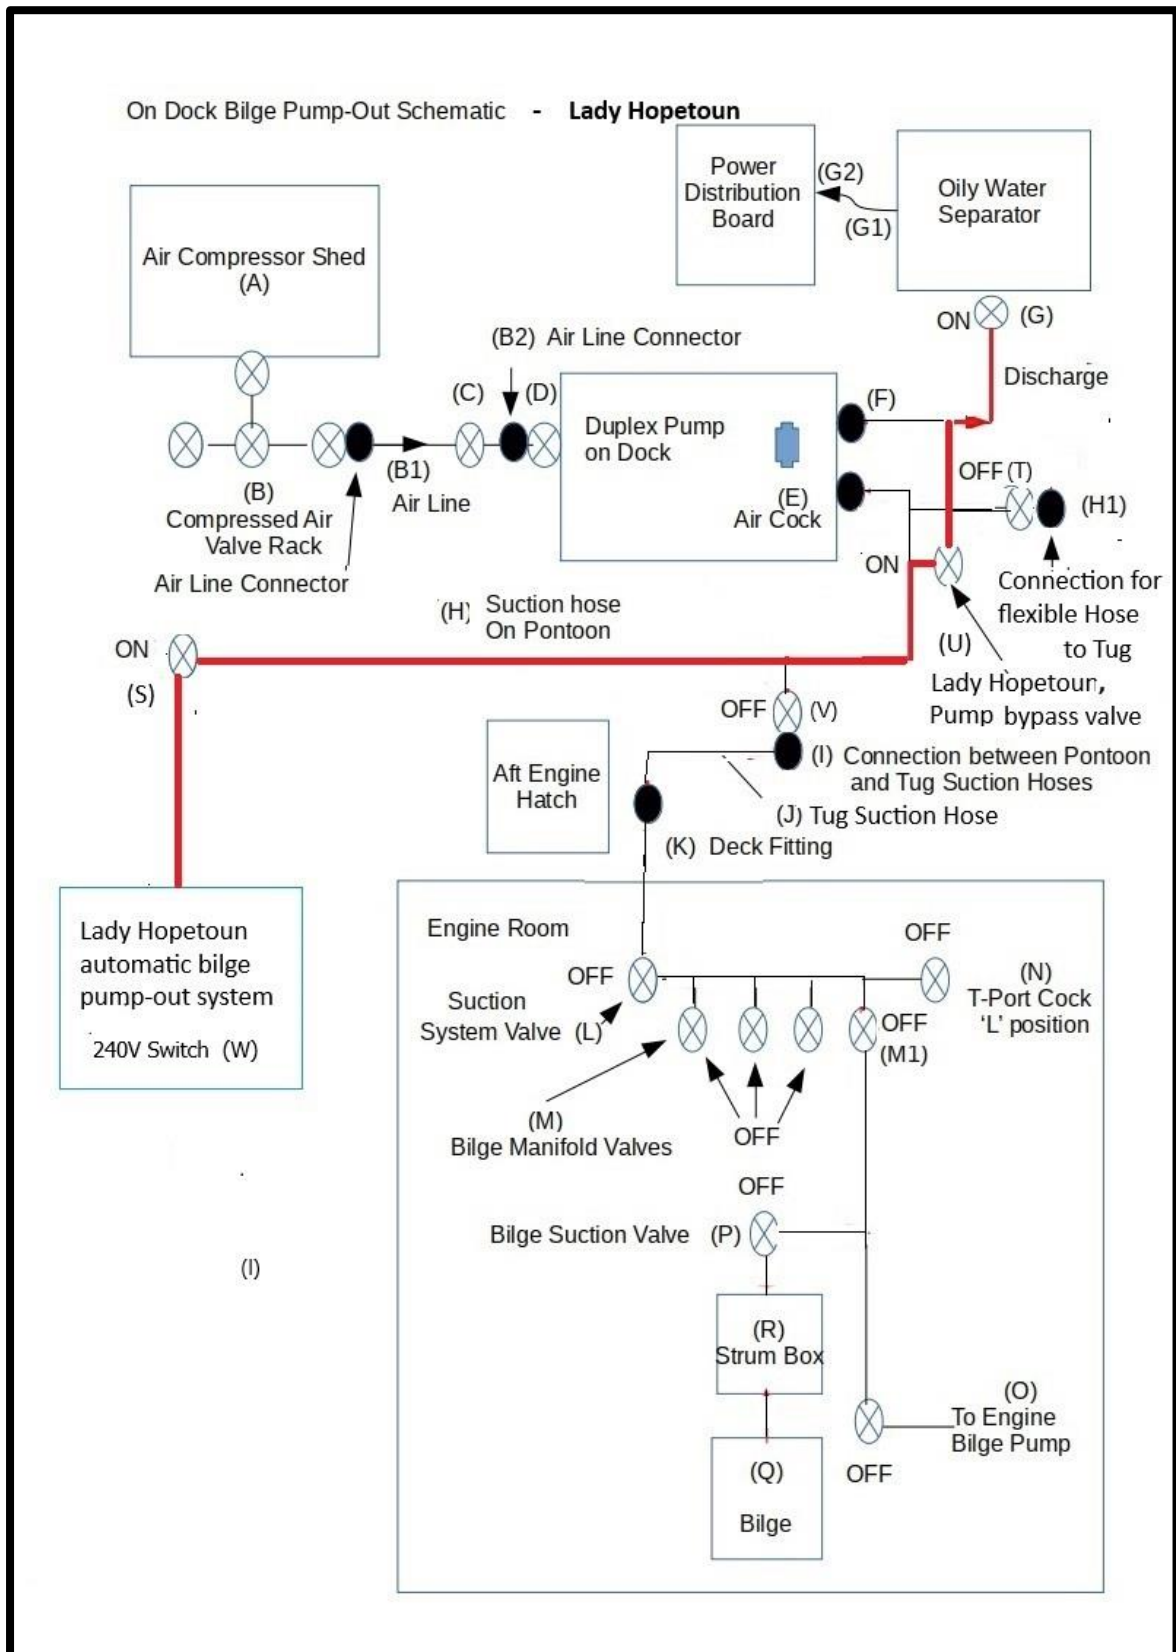 On Dock Bilge Pump-Out Schematic - Lady Hopetoun
Power
Distribution
Board
(G2)
(G1)
Oily Water
Separator
Air Compressor Shed
(A)
ON
(G)
(B2) Air Line Connector
Discharge
(C)
(D)
(F)
Duplex Pump
on Dock
(B)
Compressed Air
Valve Rack
(B1)
Air Line
(E)
Air Cock
OFF (T)
(H1)
Air Line Connector
ON
Connection for
flexible Hose
to Tug
(H) Suction hose
On Pontoon
(U)
Lady Hopetoun,
Pump bypass valve
ON
(S)
OFF
(V)
Aft Engine
Hatch
(I) Connection between Pontoon
and Tug Suction Hoses
(J) Tug Suction Hose
(K) Deck Fitting
Lady Hopetoun
automatic bilge
pump-out system
240V Switch (W)
Engine Room
OFF
OFF
(N)
T-Port Cock
'L' position
Suction
System Valve (L)
OFF
(M1)
(M)
Bilge Manifold Valves
OFF
OFF
Bilge Suction Valve (P)
(I)
(R)
Strum Box
(O)
To Engine
Bilge Pump
OFF
(Q)
Bilge